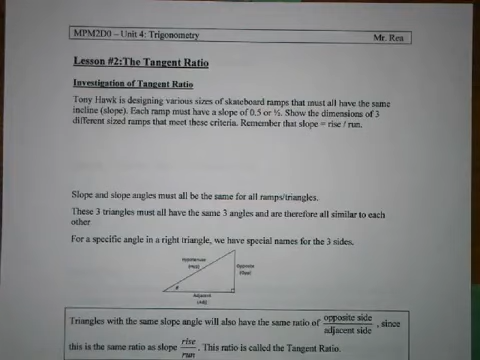 MPM2D0 – Unit 4: Trigonometry
Mr. Rea
Lesson #2:The Tangent Ratio
Investigation of Tangent Ratio
Tony Hawk is designing various sizes of skateboard ramps that must all have the same
incline (slope). Each ramp must have a slope of 0.5 or ½. Show the dimensions of 3
different sized ramps that meet these criteria. Remember that slope = rise / run.
Slope and slope angles must all be the same for all ramps/triangles.
These 3 triangles must all have the same 3 angles and are therefore all similar to each
other
For a specific angle in a right triangle, we have special names for the 3 sides.
Hypotenuse
(Hyp)
Opposite
(Opp)
θ
Adjacent
(Adj)
Triangles with the same slope angle will also have the same ratio of opposite side / adjacent side , since
this is the same ratio as slope rise / run . This ratio is called the Tangent Ratio.